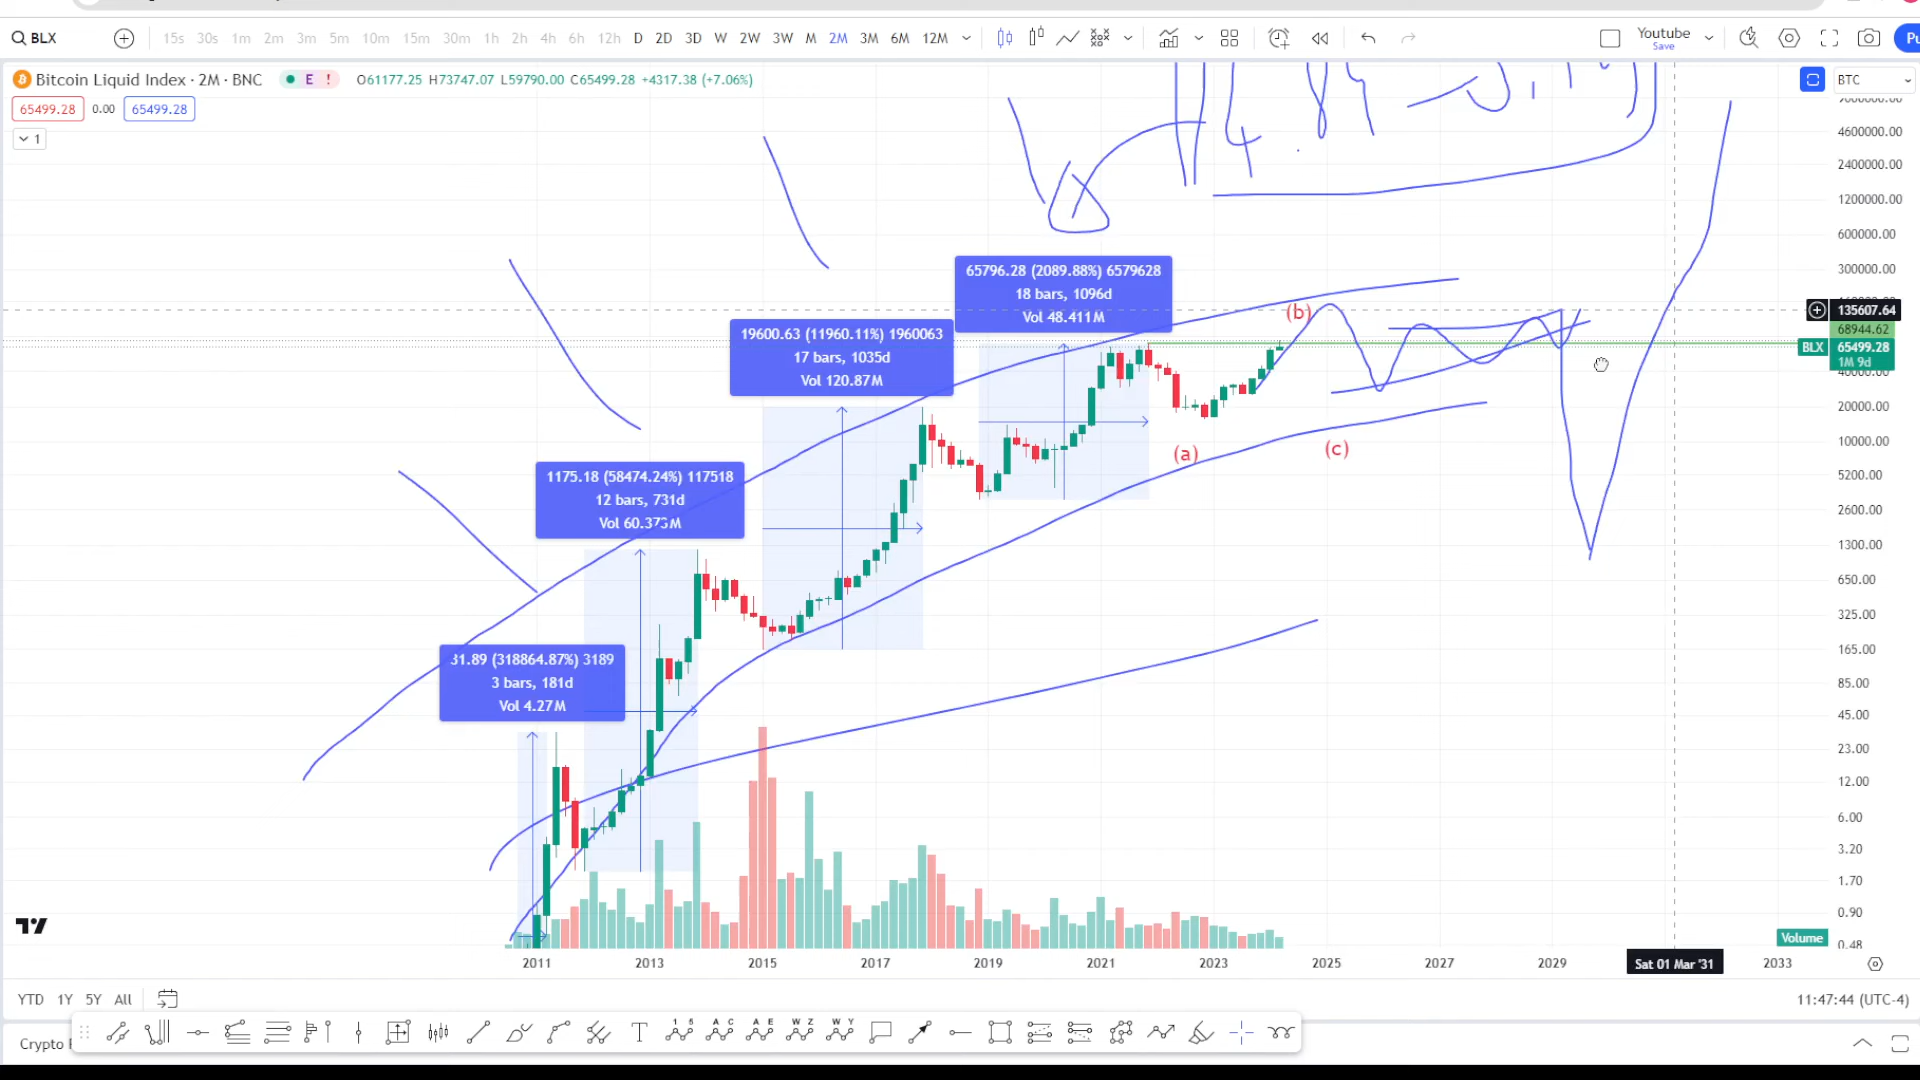 BLX
15s 30s 1m 2m 3m 5m 10m 15m 30m 1h 2h 4h 6h 12h D 2D 3D W 2W 3W M 2M 3M 6M 12M
Youtube
Save
Bitcoin Liquid Index · 2M · BNC E ! O61177.25 H73747.07 L59790.00 C65499.28 +4317.38 (+7.06%)
65499.28 0.00 65499.28
1
BTC
4600000.00
2400000.00
1200000.00
600000.00
300000.00
135607.64
68944.62
BLX 65499.28
1M 9d
40000.00
20000.00
10000.00
5200.00
2600.00
1300.00
650.00
325.00
165.00
85.00
45.00
23.00
12.00
6.00
3.20
1.70
0.90
0.48
65796.28 (2089.88%) 6579628
18 bars, 1096d
Vol 48.411M
19600.63 (11960.11%) 1960063
17 bars, 1035d
Vol 120.87M
1175.18 (58474.24%) 117518
12 bars, 731d
Vol 60.373M
31.89 (318864.87%) 3189
3 bars, 181d
Vol 4.27M
(a)
(b)
(c)
Volume
2011 2013 2015 2017 2019 2021 2023 2025 2027 2029 Sat 01 Mar '31 2033
YTD 1Y 5Y All
11:47:44 (UTC-4)
Crypto